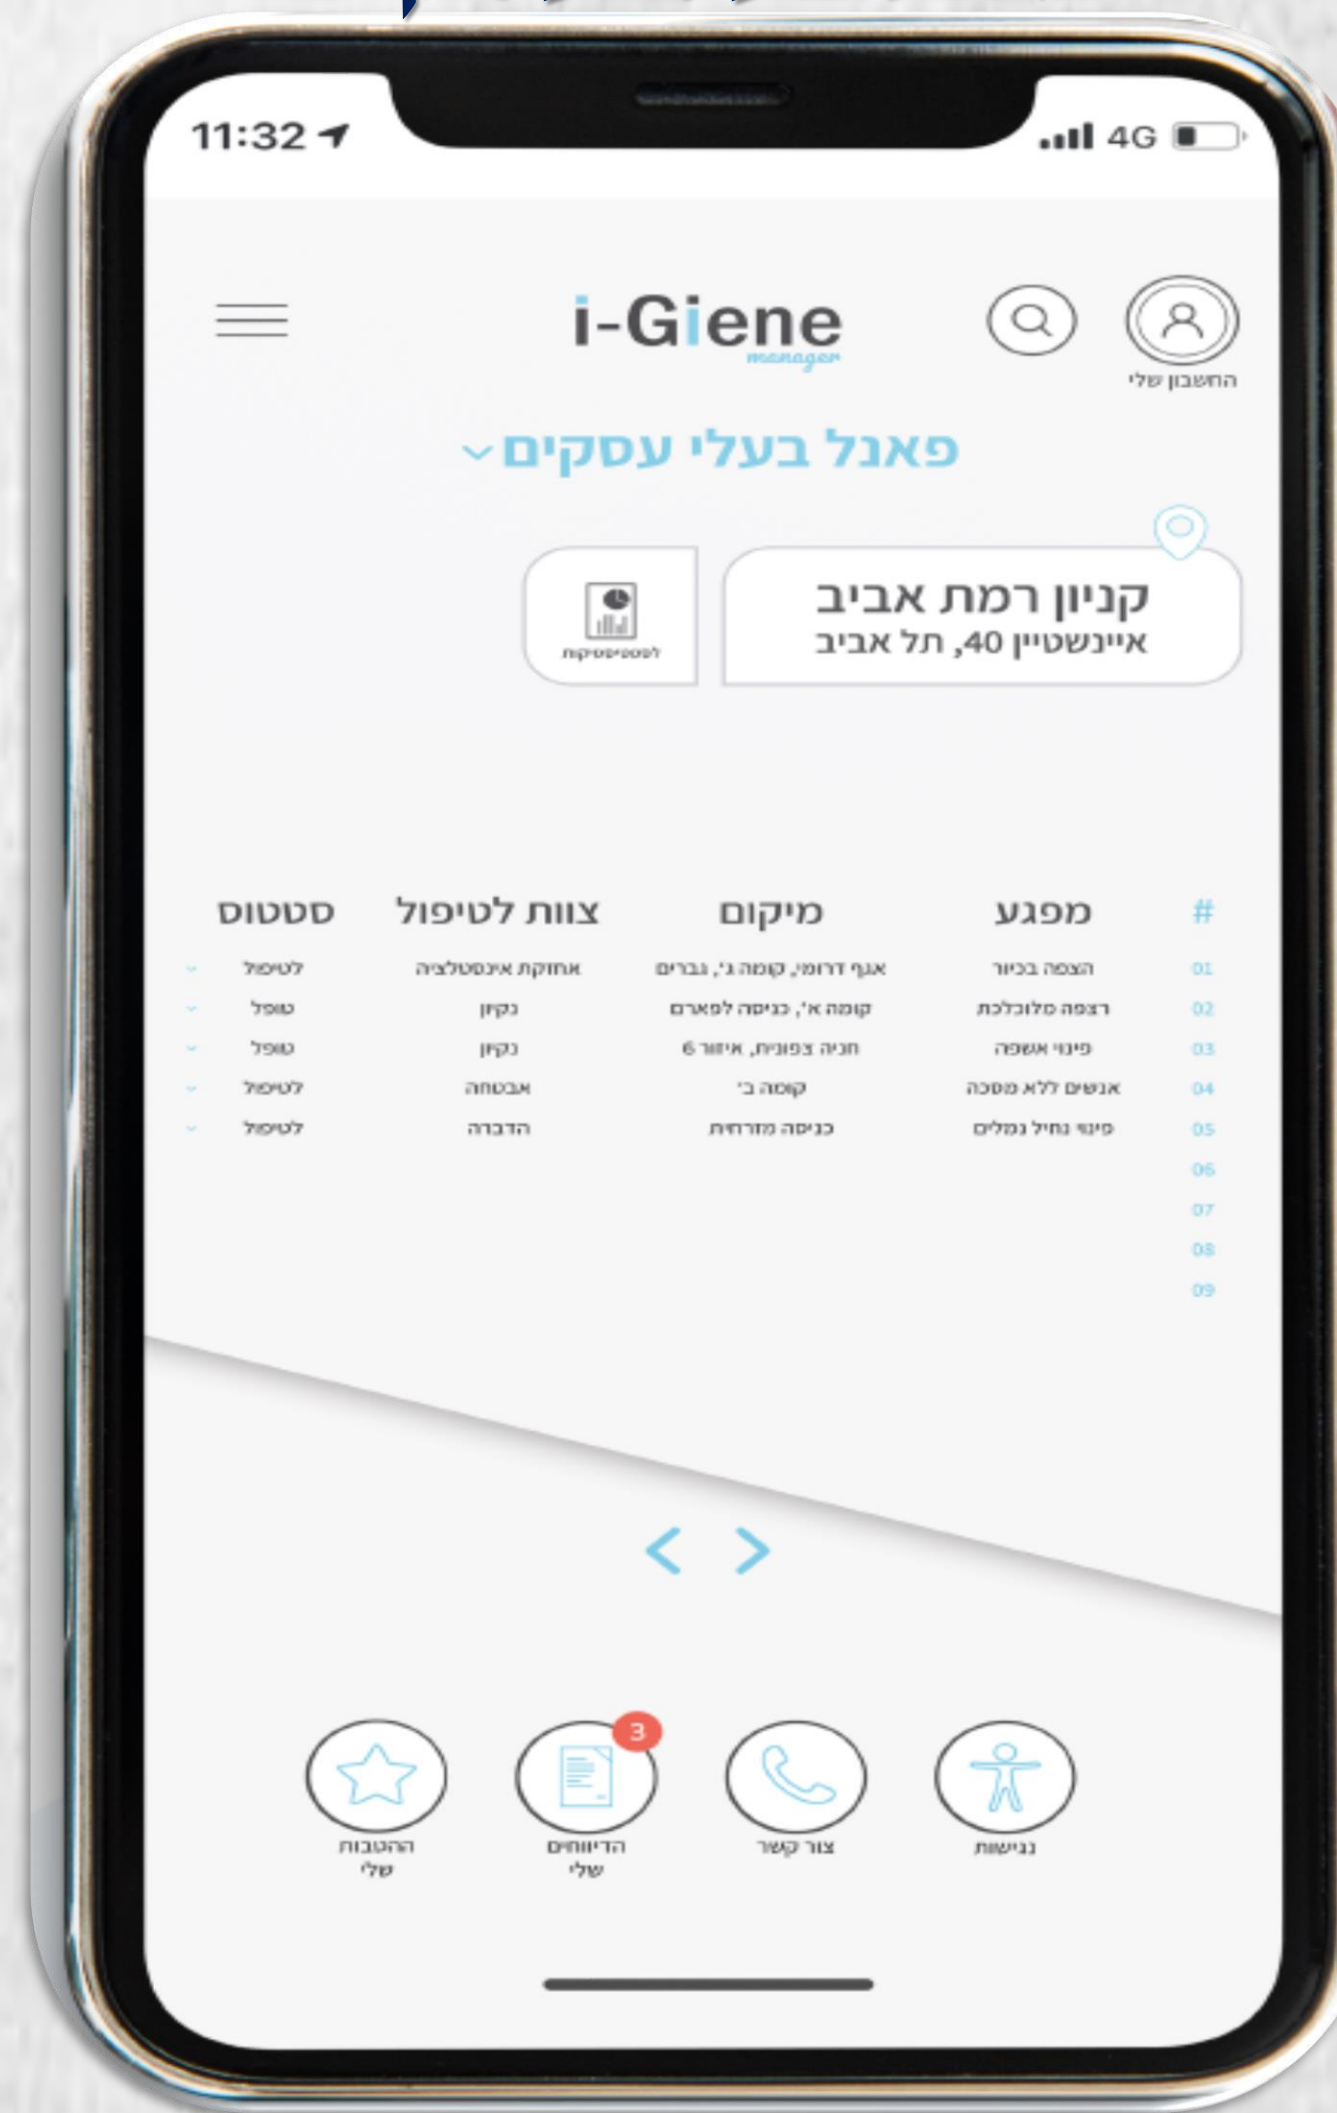 11:32
4G
i-Giene
manager
החשבון שלי
פאנל בעלי עסקים
קניון רמת אביב
איינשטיין 40, תל אביב
לסטטיסטיקות
# מפגע מיקום צוות לטיפול סטטוס
01 הצפה בכיור אגף דרומי, קומה ג', גברים אחזקת אינסטלציה לטיפול
02 רצפה מלוכלכת קומה א', כניסה לפארם נקיון טופל
03 פינוי אשפה חניה צפונית, איזור 6 נקיון טופל
04 אנשים ללא מסכה קומה ב' אבטחה לטיפול
05 פינוי נחיל נמלים כניסה מזרחית הדברה לטיפול
06
07
08
09
3
נגישות
צור קשר
הדיווחים
שלי
ההטבות
שלי